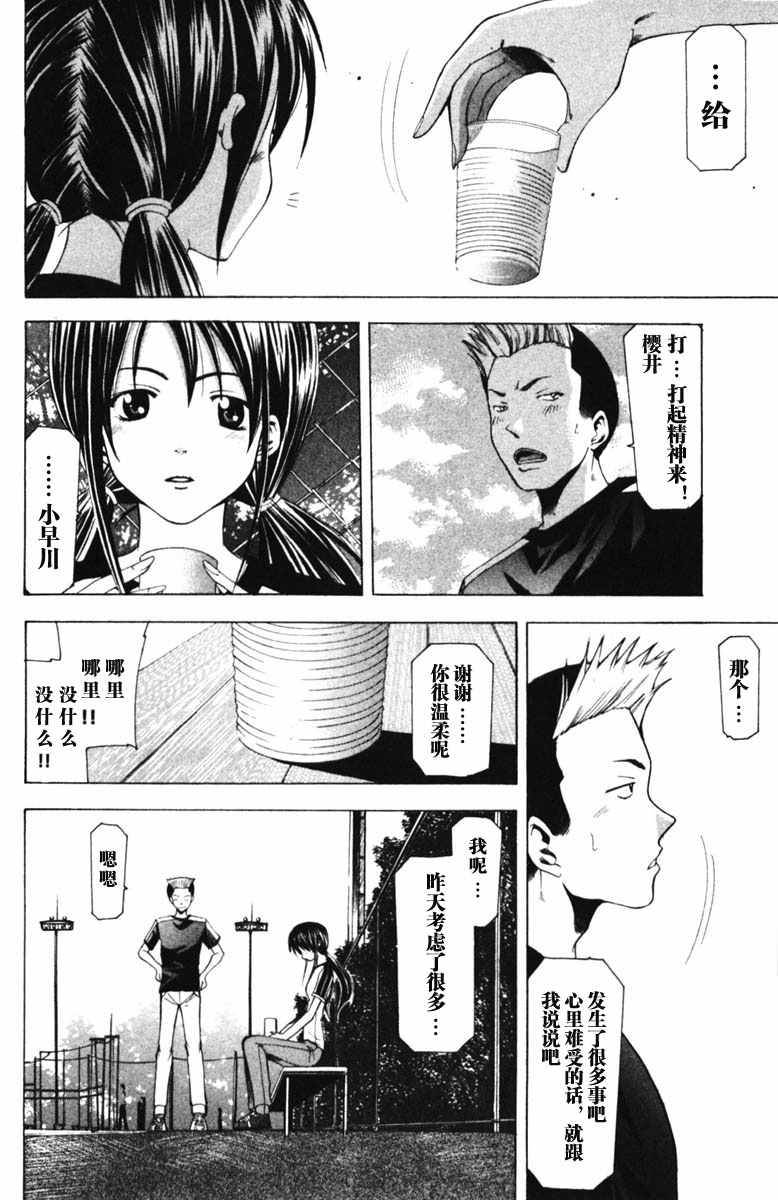 …给
打…打起精神来！
樱井
……小早川
那个…
发生了很多事吧
心里难受的话，就跟
我说说吧
谢谢……
你很温柔呢
哪里
哪里!!
没什么
没什么!!
我呢…
昨天考虑了很多…
嗯嗯